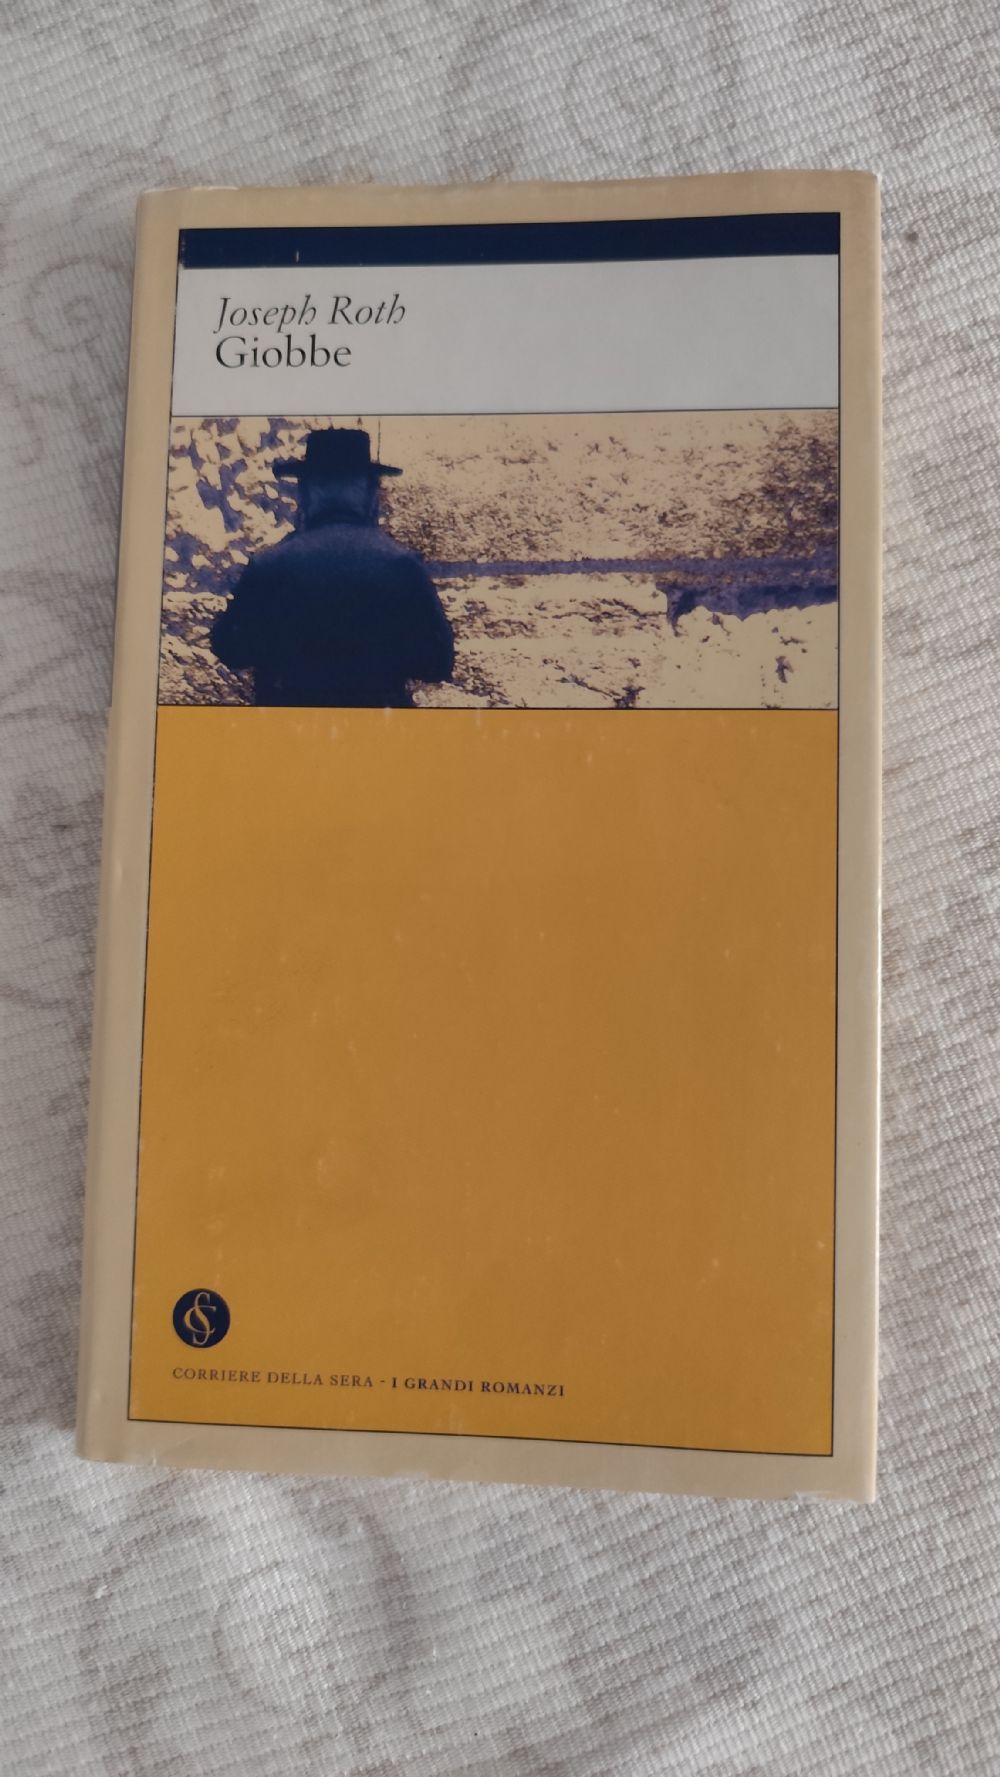 Joseph Roth
Giobbe
CORRIERE DELLA SERA - I GRANDI ROMANZI